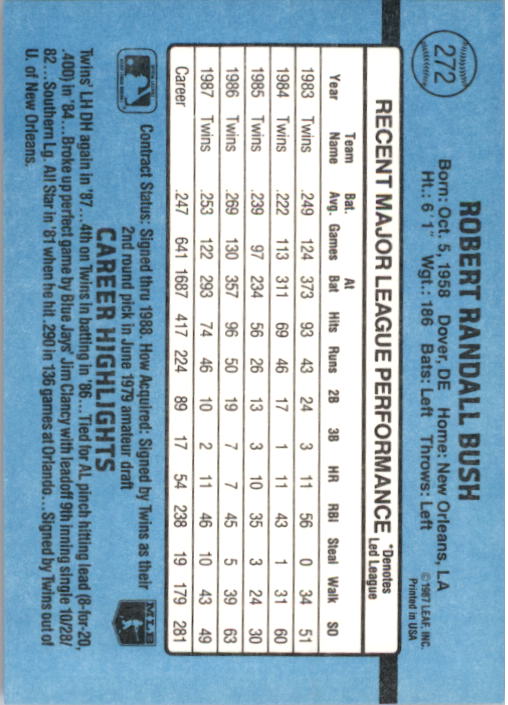 272
ROBERT RANDALL BUSH
Born: Oct. 5, 1958 Dover, DE Home: New Orleans, LA
Ht.: 6' 1" Wgt.: 186 Bats: Left Throws: Left
©1987 LEAF, INC.
Printed in USA
RECENT MAJOR LEAGUE PERFORMANCE *Denotes Led League
Year Team Name Bat. Avg. Games At Bat Hits Runs 2B 3B HR RBI Steal Walk SO
1983 Twins .249 124 373 93 43 24 3 11 56 0 34 51
1984 Twins .222 113 311 69 46 17 1 11 43 1 31 60
1985 Twins .239 97 234 56 26 13 3 10 35 3 24 30
1986 Twins .269 130 357 96 50 19 7 7 45 5 39 63
1987 Twins .253 122 293 74 46 10 2 11 46 10 43 49
Career .247 641 1687 417 224 89 17 54 238 19 179 281
Contract Status: Signed thru 1988. How Acquired: Signed by Twins as their
2nd round pick in June 1979 amateur draft
MLB
CAREER HIGHLIGHTS
Twins' LH DH again in '87...4th on Twins in batting in '86...Tied for AL pinch hitting lead (8-for-20,
.400) in '84...Broke up perfect game by Blue Jays' Jim Clancy with leadoff 9th inning single 10/28/
82...Southern Lg. All Star in '81 when he hit .290 in 136 games at Orlando...Signed by Twins out of
U. of New Orleans.